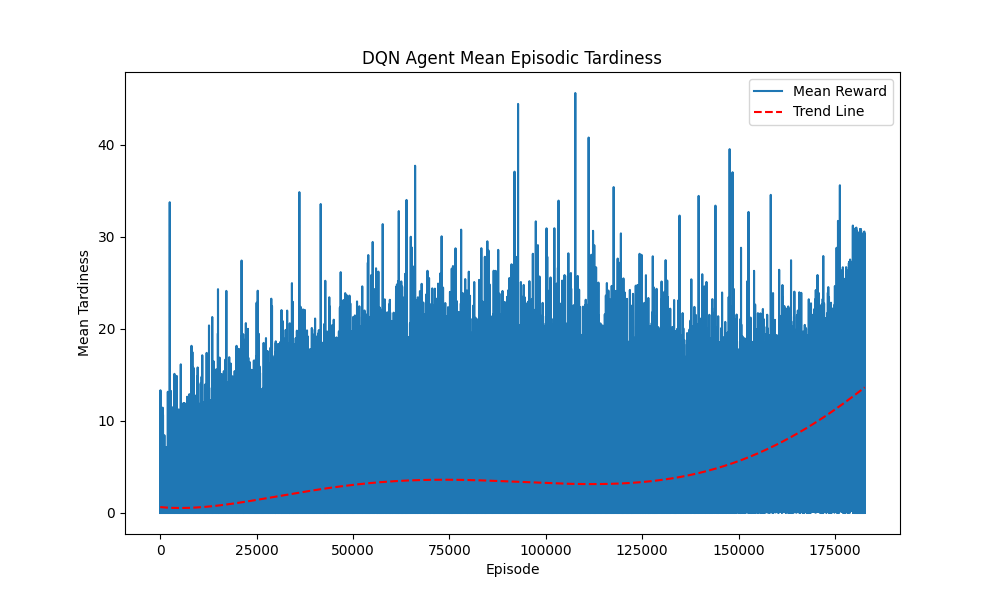 DQN Agent Mean Episodic Tardiness
Mean Reward
Trend Line
Mean Tardiness
40
30
20
10
0
0
25000
50000
75000
100000
125000
150000
175000
Episode